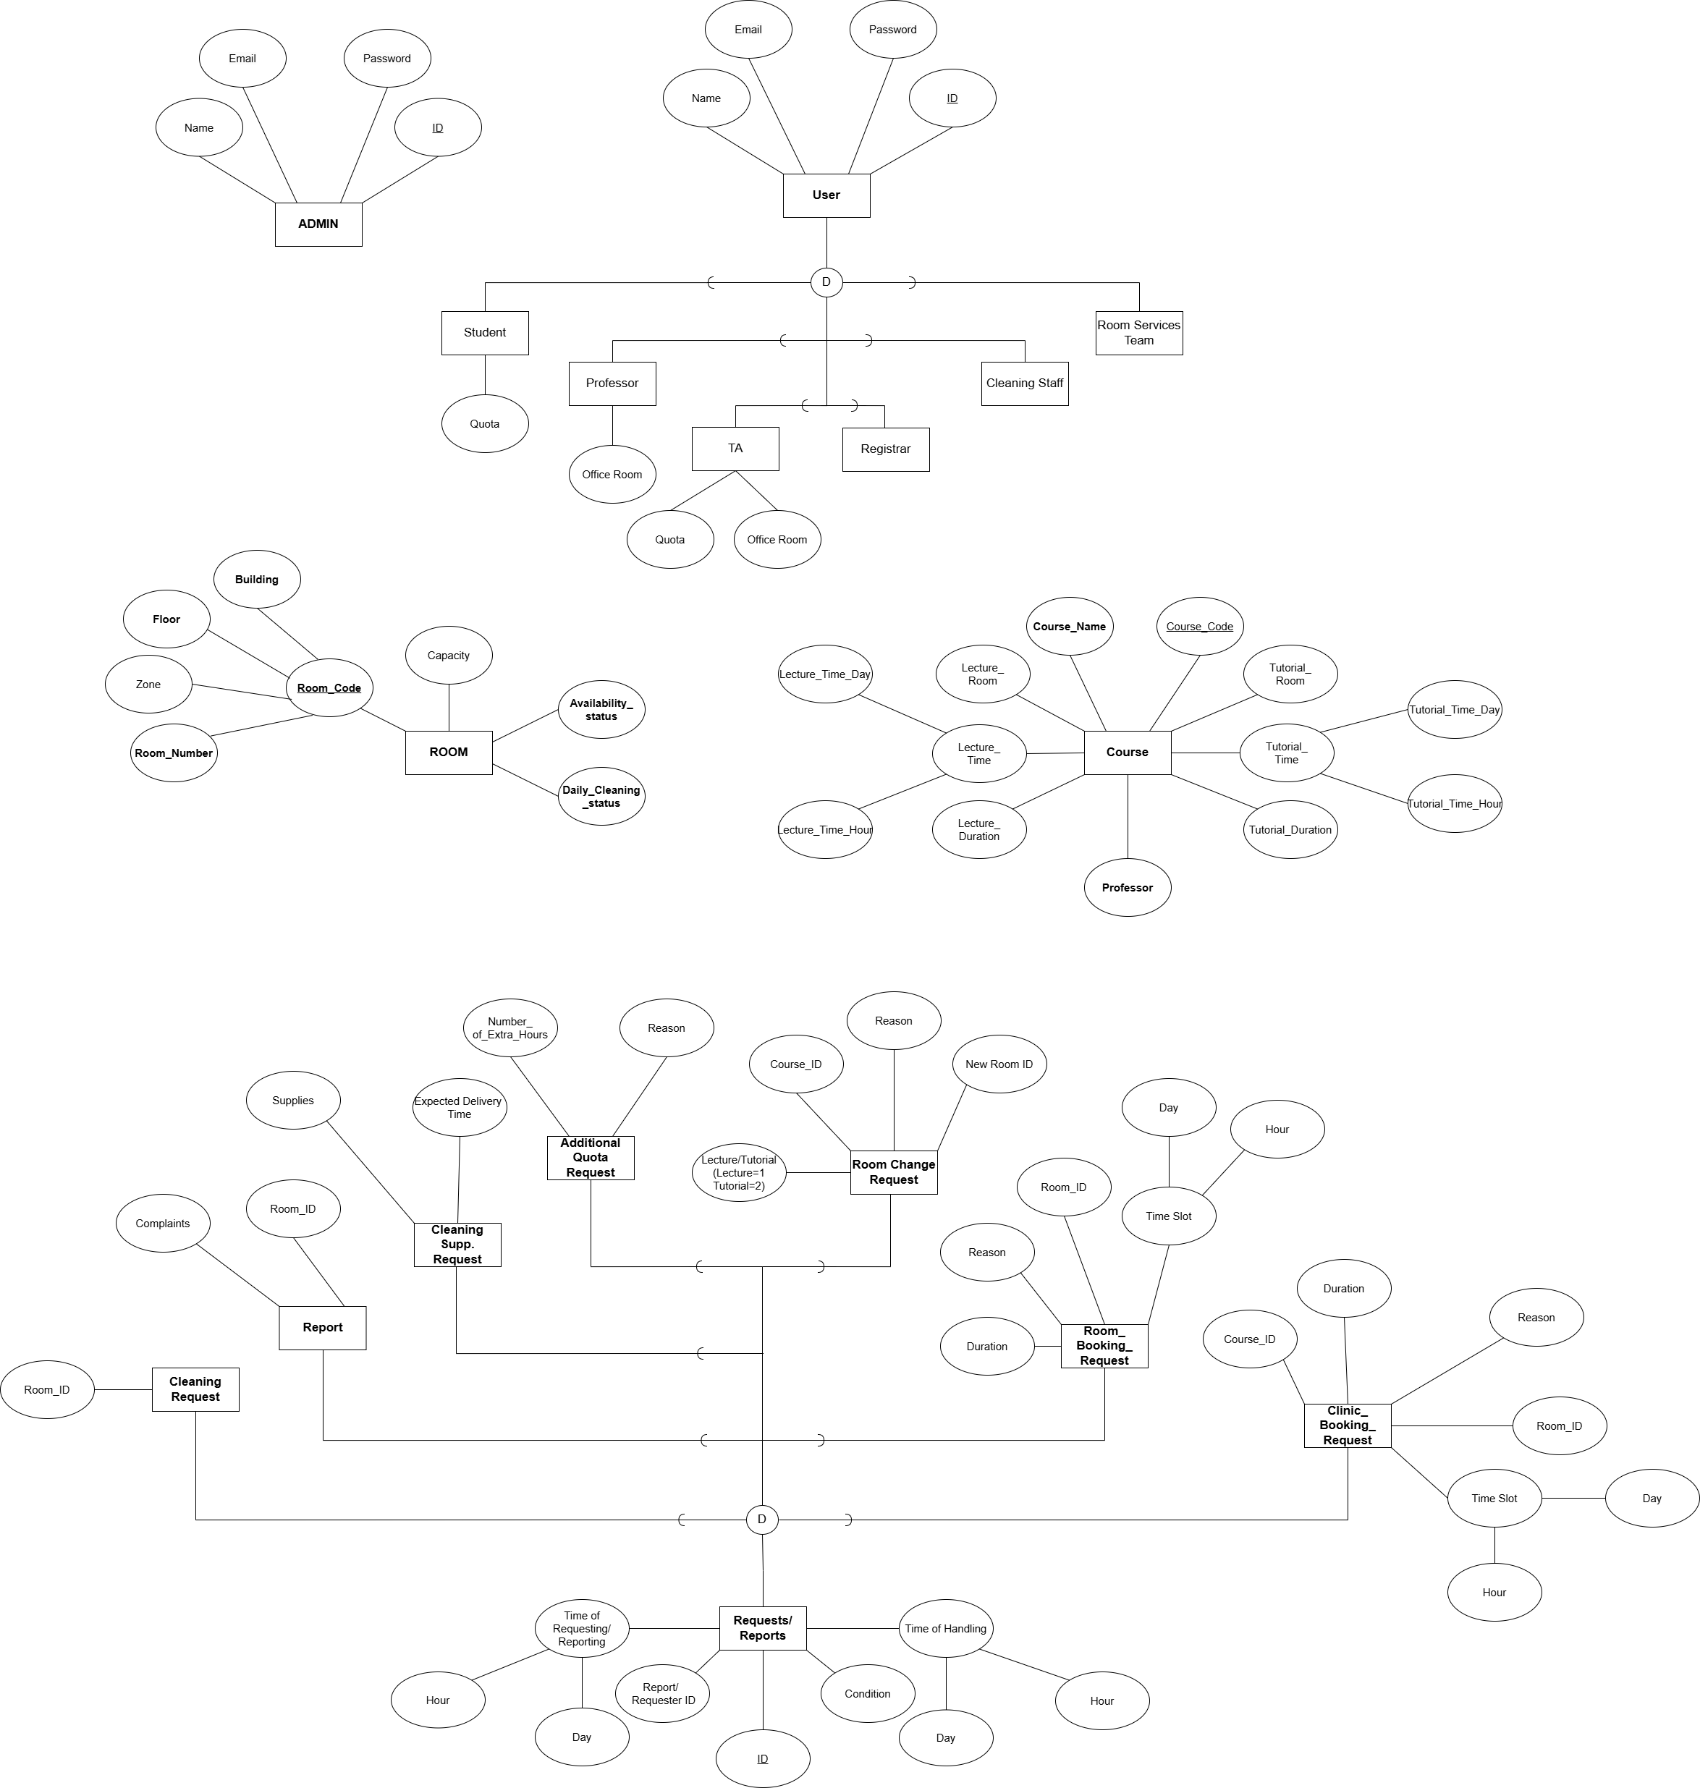 Email
Password
Name
ID
ADMIN
Email
Password
Name
ID
User
D
Student
Quota
Professor
Office Room
TA
Quota
Office Room
Registrar
Cleaning Staff
Room Services
Team
Building
Floor
Zone
Room_Number
Room_Code
Capacity
ROOM
Availability_
status
Daily_Cleaning
_status
Course_Name
Course_Code
Lecture_
Room
Tutorial_
Room
Lecture_Time_Day
Lecture_
Time
Lecture_Time_Hour
Lecture_
Duration
Course
Tutorial_
Time
Tutorial_Time_Day
Tutorial_Time_Hour
Tutorial_Duration
Professor
Number_
of_Extra_Hours
Reason
Additional
Quota
Request
Course_ID
Reason
New Room ID
Lecture/Tutorial
(Lecture=1
Tutorial=2)
Room Change
Request
Supplies
Expected Delivery
Time
Cleaning
Supp.
Request
Complaints
Room_ID
Report
Room_ID
Cleaning
Request
Day
Hour
Room_ID
Time Slot
Reason
Duration
Room_
Booking_
Request
Duration
Course_ID
Reason
Clinic_
Booking_
Request
Room_ID
Time Slot
Day
Hour
D
Requests/
Reports
Time of
Requesting/
Reporting
Hour
Day
Report/
Requester ID
ID
Condition
Time of Handling
Day
Hour